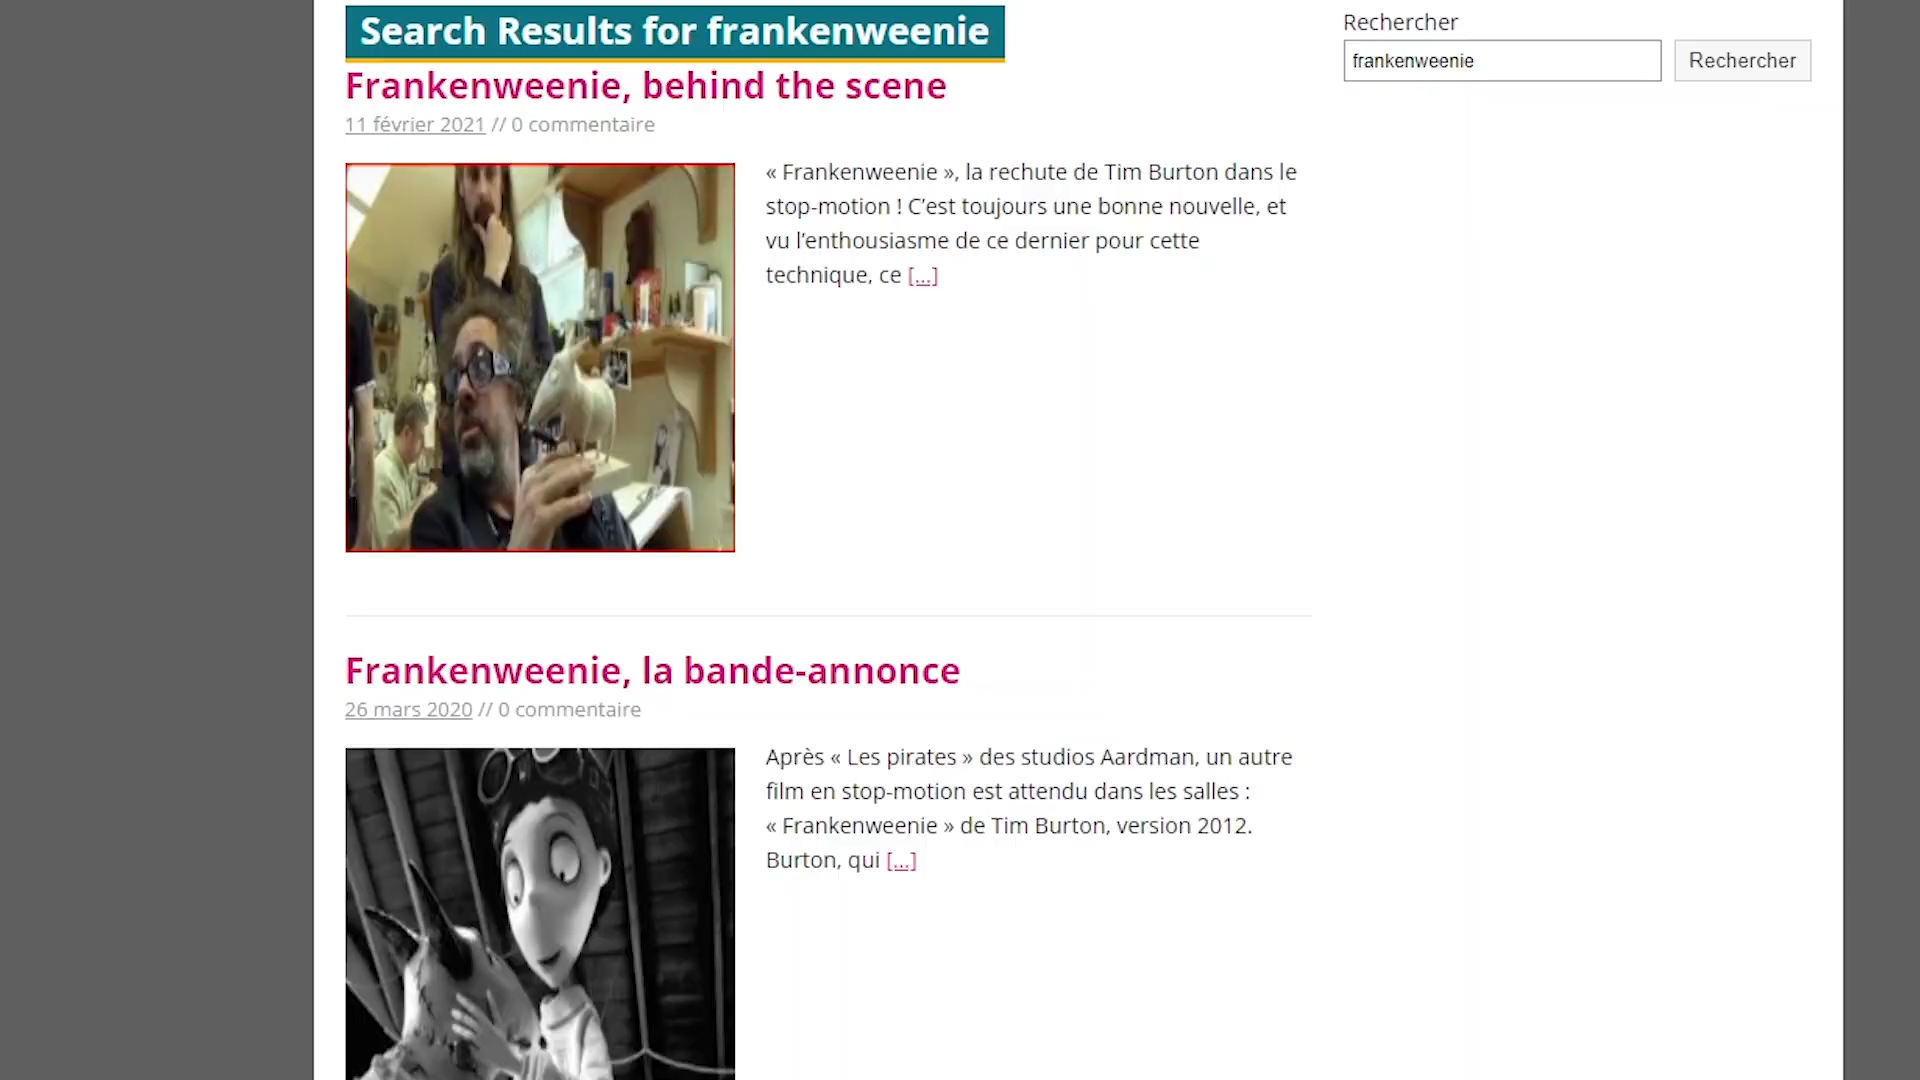 Search Results for frankenweenie
Rechercher
frankenweenie
Rechercher
Frankenweenie, behind the scene
11 février 2021 // 0 commentaire
« Frankenweenie », la rechute de Tim Burton dans le
stop-motion ! C’est toujours une bonne nouvelle, et
vu l’enthousiasme de ce dernier pour cette
technique, ce [...]
Frankenweenie, la bande-annonce
26 mars 2020 // 0 commentaire
Après « Les pirates » des studios Aardman, un autre
film en stop-motion est attendu dans les salles :
« Frankenweenie » de Tim Burton, version 2012.
Burton, qui [...]